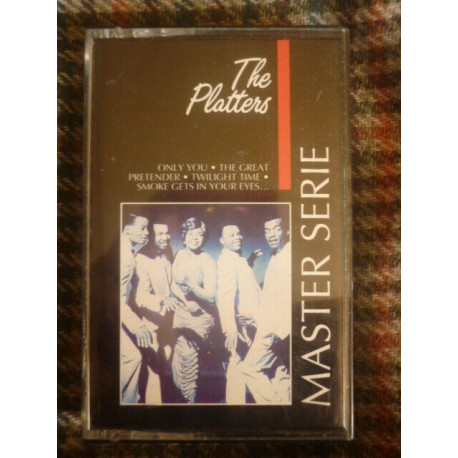 The
Platters
ONLY YOU • THE GREAT
PRETENDER • TWILIGHT TIME •
SMOKE GETS IN YOUR EYES...
MASTER SERIE